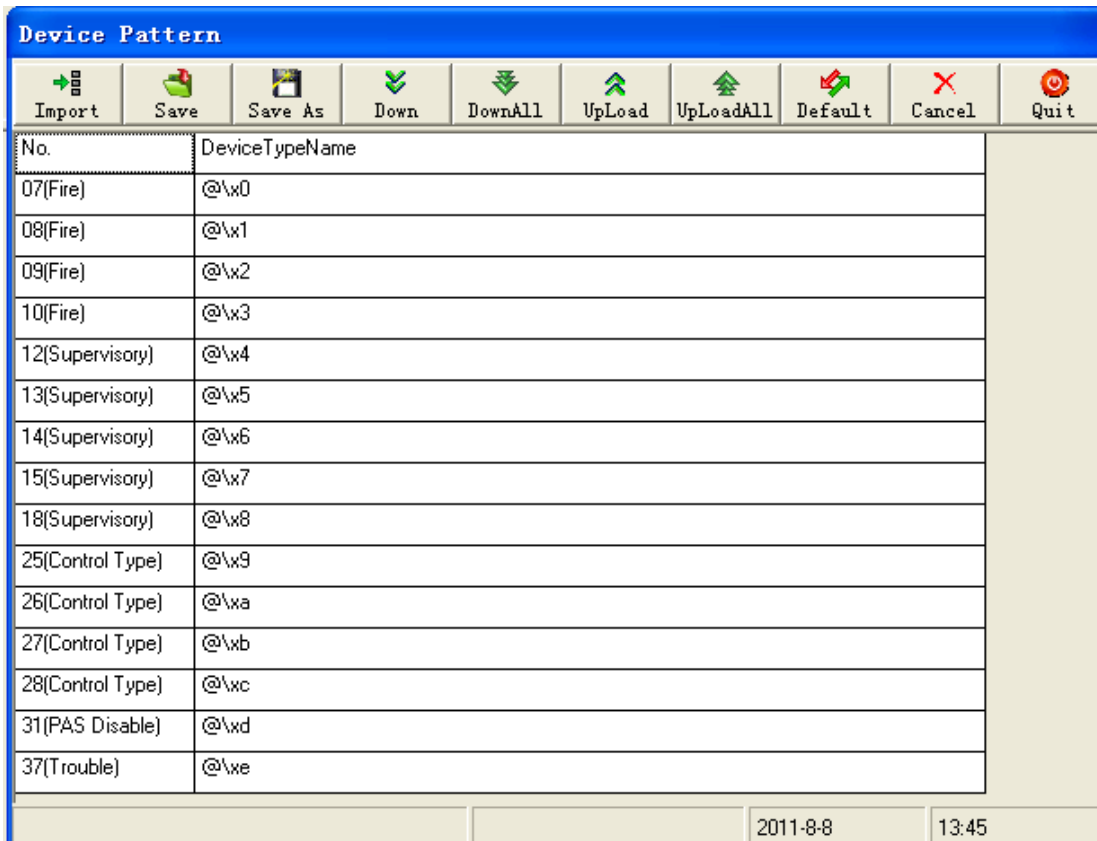 Device Pattern
Import Save Save As Down DownAll UpLoad UpLoadAll Default Cancel Quit
No. DeviceTypeName
07(Fire) @\x0
08(Fire) @\x1
09(Fire) @\x2
10(Fire) @\x3
12(Supervisory) @\x4
13(Supervisory) @\x5
14(Supervisory) @\x6
15(Supervisory) @\x7
18(Supervisory) @\x8
25(Control Type) @\x9
26(Control Type) @\xa
27(Control Type) @\xb
28(Control Type) @\xc
31(PAS Disable) @\xd
37(Trouble) @\xe
2011-8-8 13:45